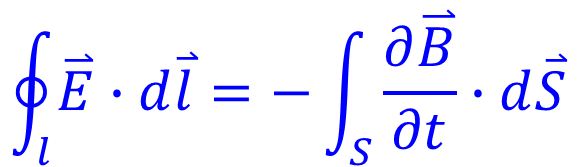 ∮_l E⃗ · dl⃗ = − ∫_S ∂B⃗/∂t · dS⃗